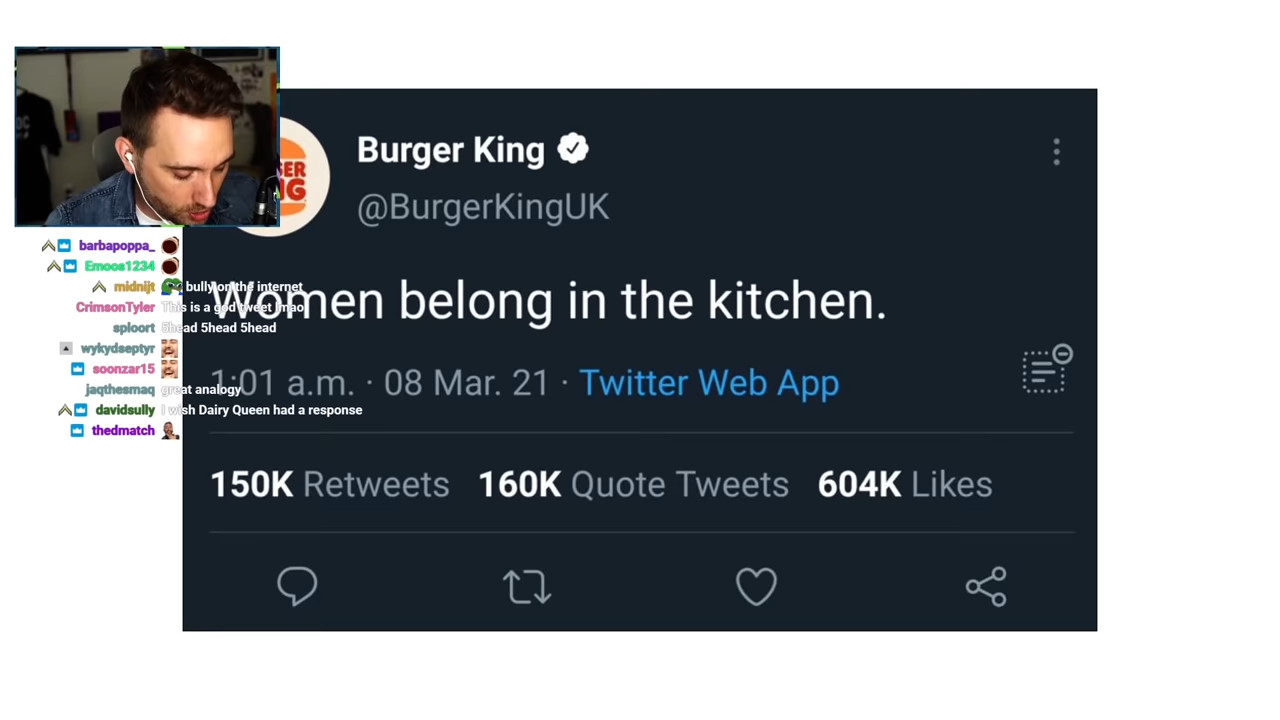 Burger King
@BurgerKingUK
Women belong in the kitchen.
1:01 a.m. · 08 Mar. 21 · Twitter Web App
150K Retweets 160K Quote Tweets 604K Likes
barbapoppa_
Emoos1234
midnijt bully on the internet
CrimsonTyler This is a god tweet lmao
sploort 5head 5head 5head
wykydseptyr
soonzar15
jaqthesmaq great analogy
davidsully I wish Dairy Queen had a response
thedmatch